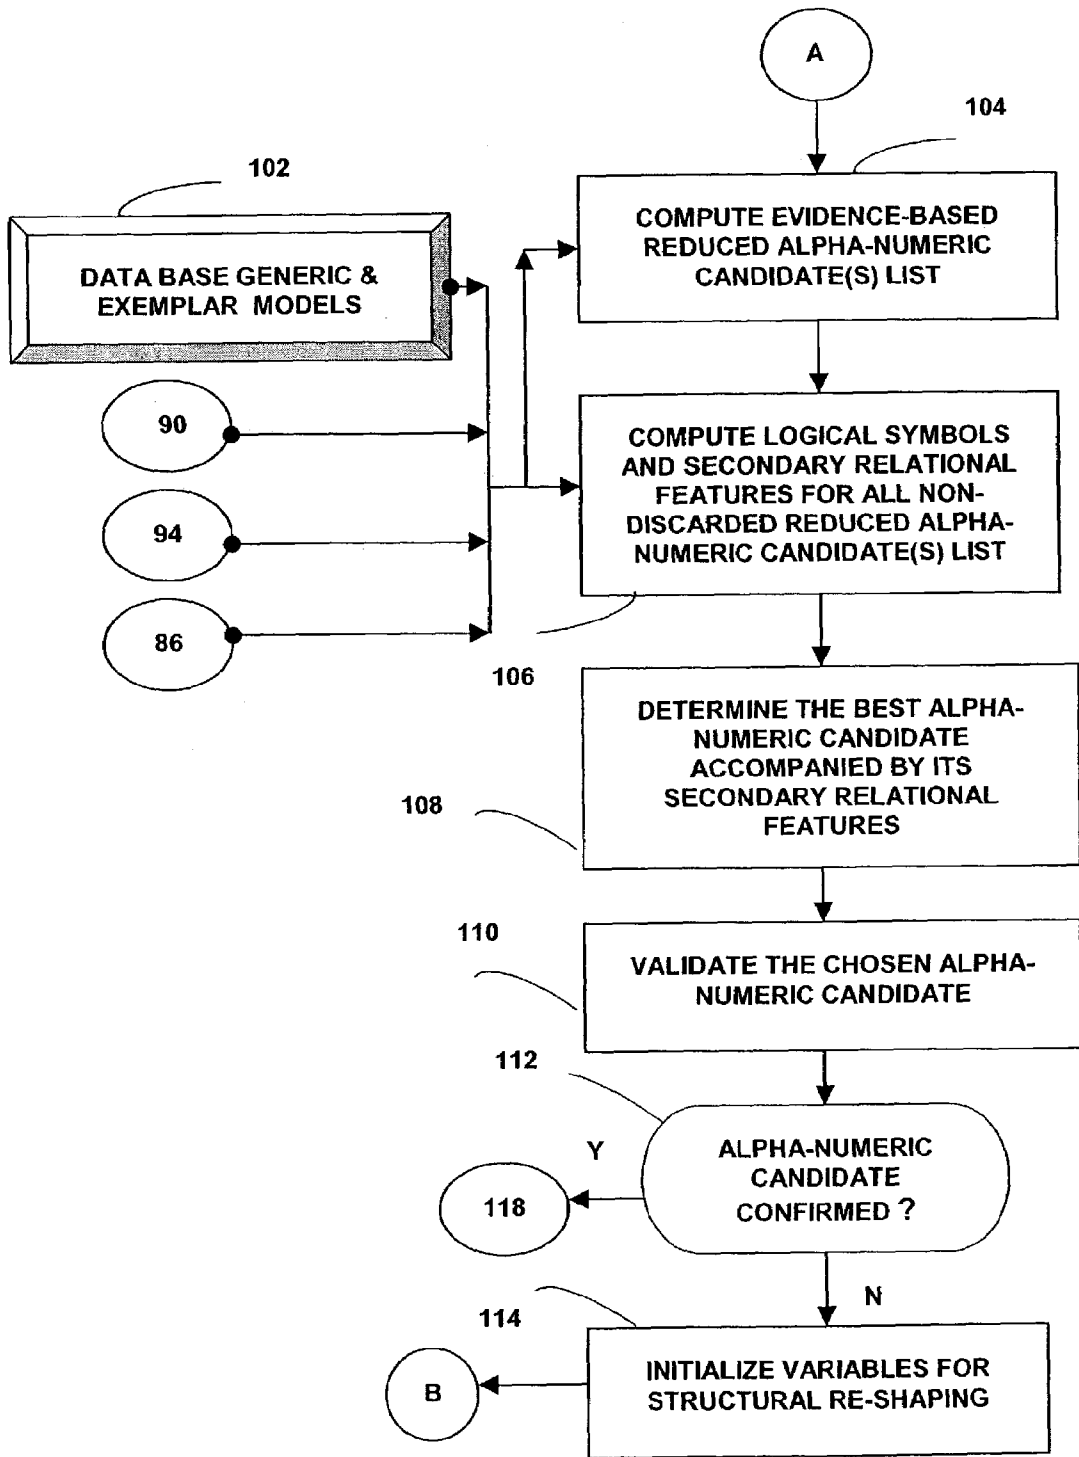 A
104
102
COMPUTE EVIDENCE-BASED
REDUCED ALPHA-NUMERIC
CANDIDATE(S) LIST
DATA BASE GENERIC &
EXEMPLAR MODELS
90
COMPUTE LOGICAL SYMBOLS
AND SECONDARY RELATIONAL
FEATURES FOR ALL NON-
DISCARDED REDUCED ALPHA-
NUMERIC CANDIDATE(S) LIST
94
86
106
DETERMINE THE BEST ALPHA-
NUMERIC CANDIDATE
ACCOMPANIED BY ITS
SECONDARY RELATIONAL
FEATURES
108
110
VALIDATE THE CHOSEN ALPHA-
NUMERIC CANDIDATE
112
ALPHA-NUMERIC
CANDIDATE
CONFIRMED ?
Y
118
N
114
INITIALIZE VARIABLES FOR
STRUCTURAL RE-SHAPING
B